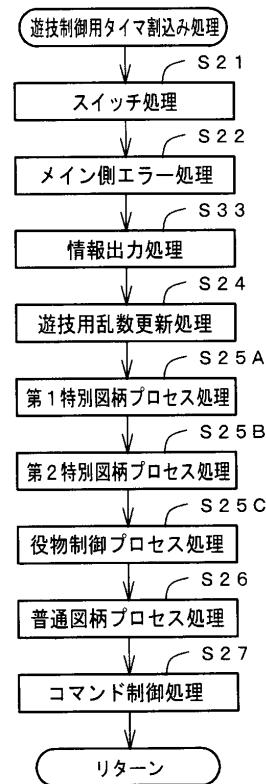 遊技制御用タイマ割込み処理
S21
スイッチ処理
S22
メイン側エラー処理
S33
情報出力処理
S24
遊技用乱数更新処理
S25A
第1特別図柄プロセス処理
S25B
第2特別図柄プロセス処理
S25C
役物制御プロセス処理
S26
普通図柄プロセス処理
S27
コマンド制御処理
リターン